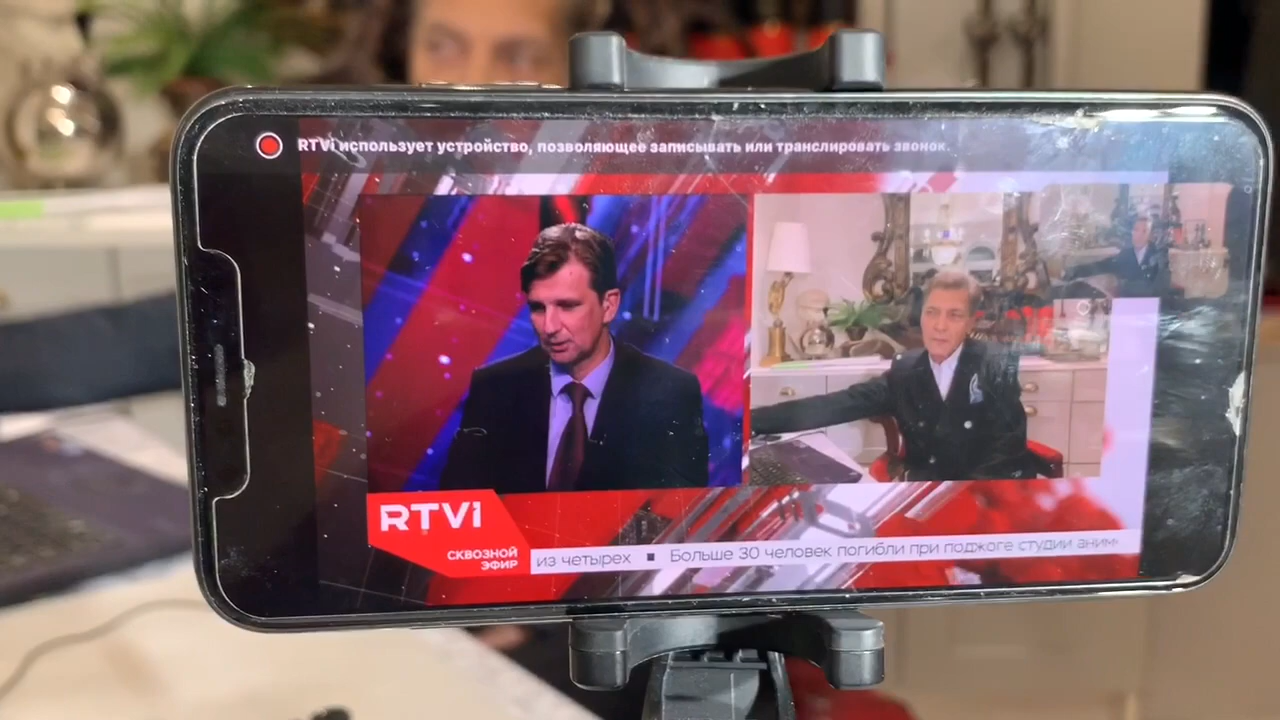 RTVi использует устройство, позволяющее записывать или транслировать звонок.
RTVi
СКВОЗНОЙ
ЭФИР
из четырех ■ Больше 30 человек погибли при поджоге студии аним